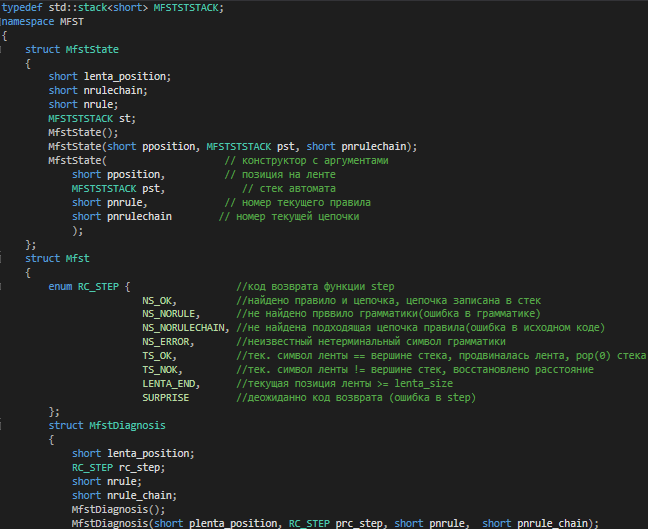 typedef std::stack<short> MFSTSTSTACK;
namespace MFST
{
struct MfstState
{
short lenta_position;
short nrulechain;
short nrule;
MFSTSTSTACK st;
MfstState();
MfstState(short pposition, MFSTSTSTACK pst, short pnrulechain);
MfstState( // конструктор с аргументами
short pposition, // позиция на ленте
MFSTSTSTACK pst, // стек автомата
short pnrule, // номер текущего правила
short pnrulechain // номер текущей цепочки
);
};
struct Mfst
{
enum RC_STEP { //код возврата функции step
NS_OK, //найдено правило и цепочка, цепочка записана в стек
NS_NORULE, //не найдено првввило грамматики(ошибка в грамматике)
NS_NORULECHAIN, //не найдена подходящая цепочка правила(ошибка в исходном коде)
NS_ERROR, //неизвестный нетерминальный символ грамматики
TS_OK, //тек. символ ленты == вершине стека, продвиналась лента, pop(0) стека
TS_NOK, //тек. символ ленты != вершине стек, восстановлено расстояние
LENTA_END, //текущая позиция ленты >= lenta_size
SURPRISE //деожиданно код возврата (ошибка в step)
};
struct MfstDiagnosis
{
short lenta_position;
RC_STEP rc_step;
short nrule;
short nrule_chain;
MfstDiagnosis();
MfstDiagnosis(short plenta_position, RC_STEP prc_step, short pnrule, short pnrule_chain);